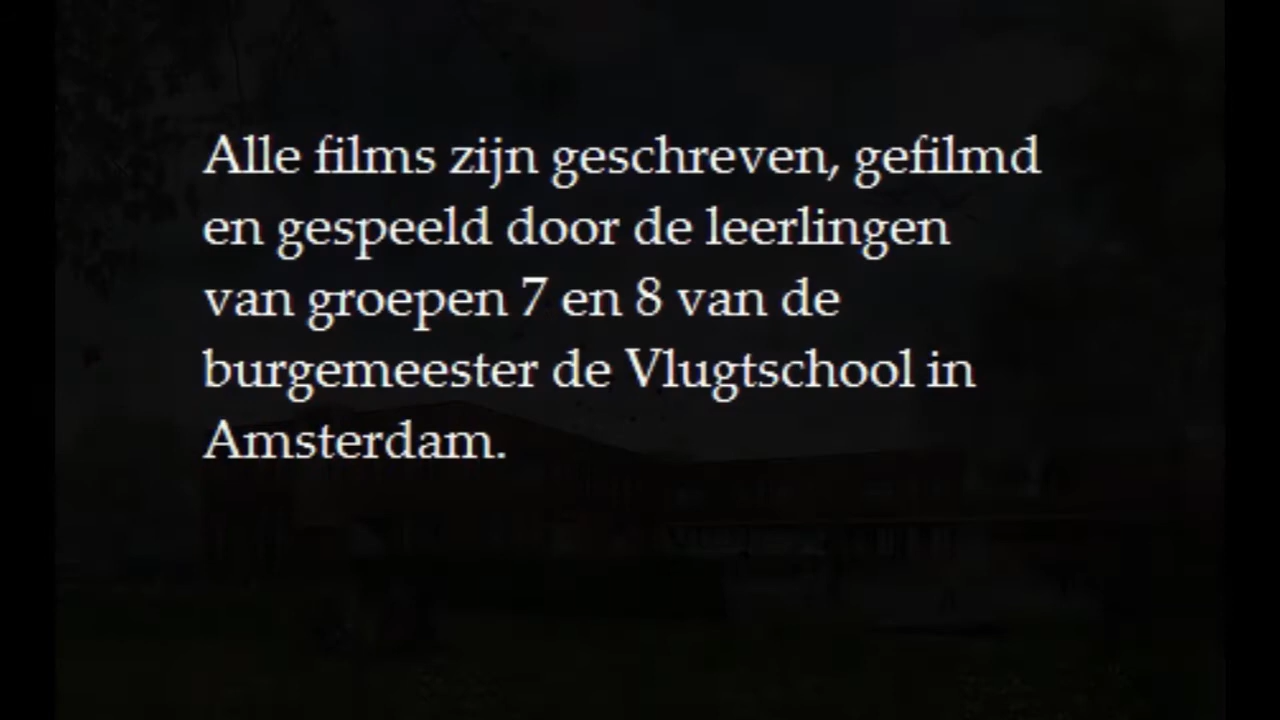 Alle films zijn geschreven, gefilmd
en gespeeld door de leerlingen
van groepen 7 en 8 van de
burgemeester de Vlugtschool in
Amsterdam.